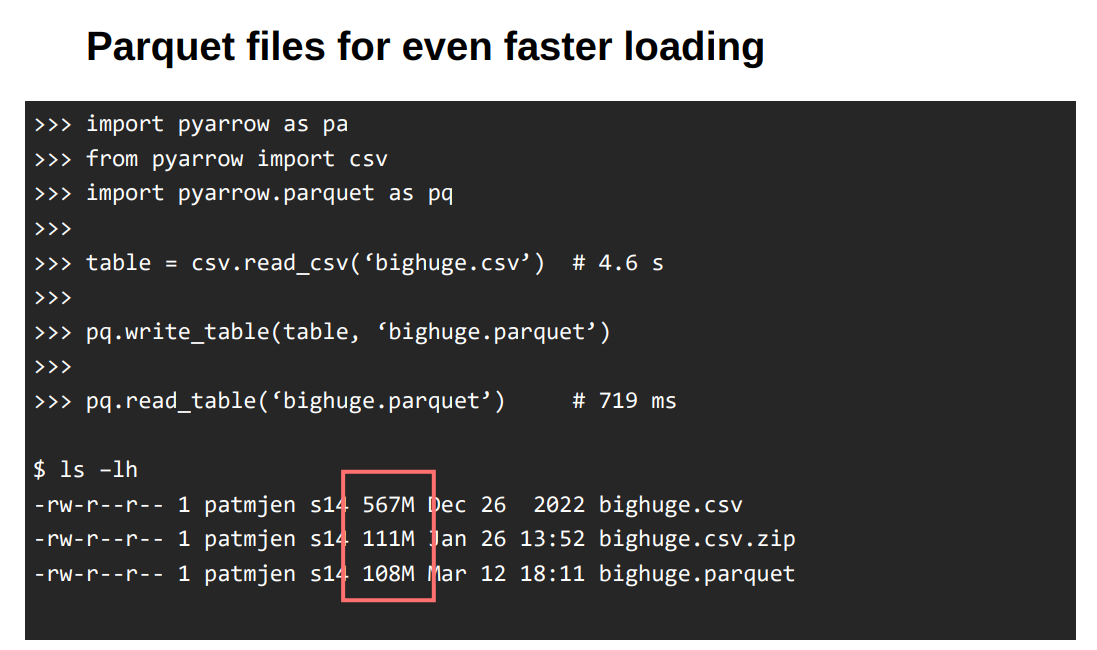 Parquet files for even faster loading
>>> import pyarrow as pa
>>> from pyarrow import csv
>>> import pyarrow.parquet as pq
>>>
>>> table = csv.read_csv(‘bighuge.csv’)  # 4.6 s
>>>
>>> pq.write_table(table, ‘bighuge.parquet’)
>>>
>>> pq.read_table(‘bighuge.parquet’)     # 719 ms
$ ls –lh
-rw-r--r-- 1 patmjen s14 567M Dec 26  2022 bighuge.csv
-rw-r--r-- 1 patmjen s14 111M Jan 26 13:52 bighuge.csv.zip
-rw-r--r-- 1 patmjen s14 108M Mar 12 18:11 bighuge.parquet